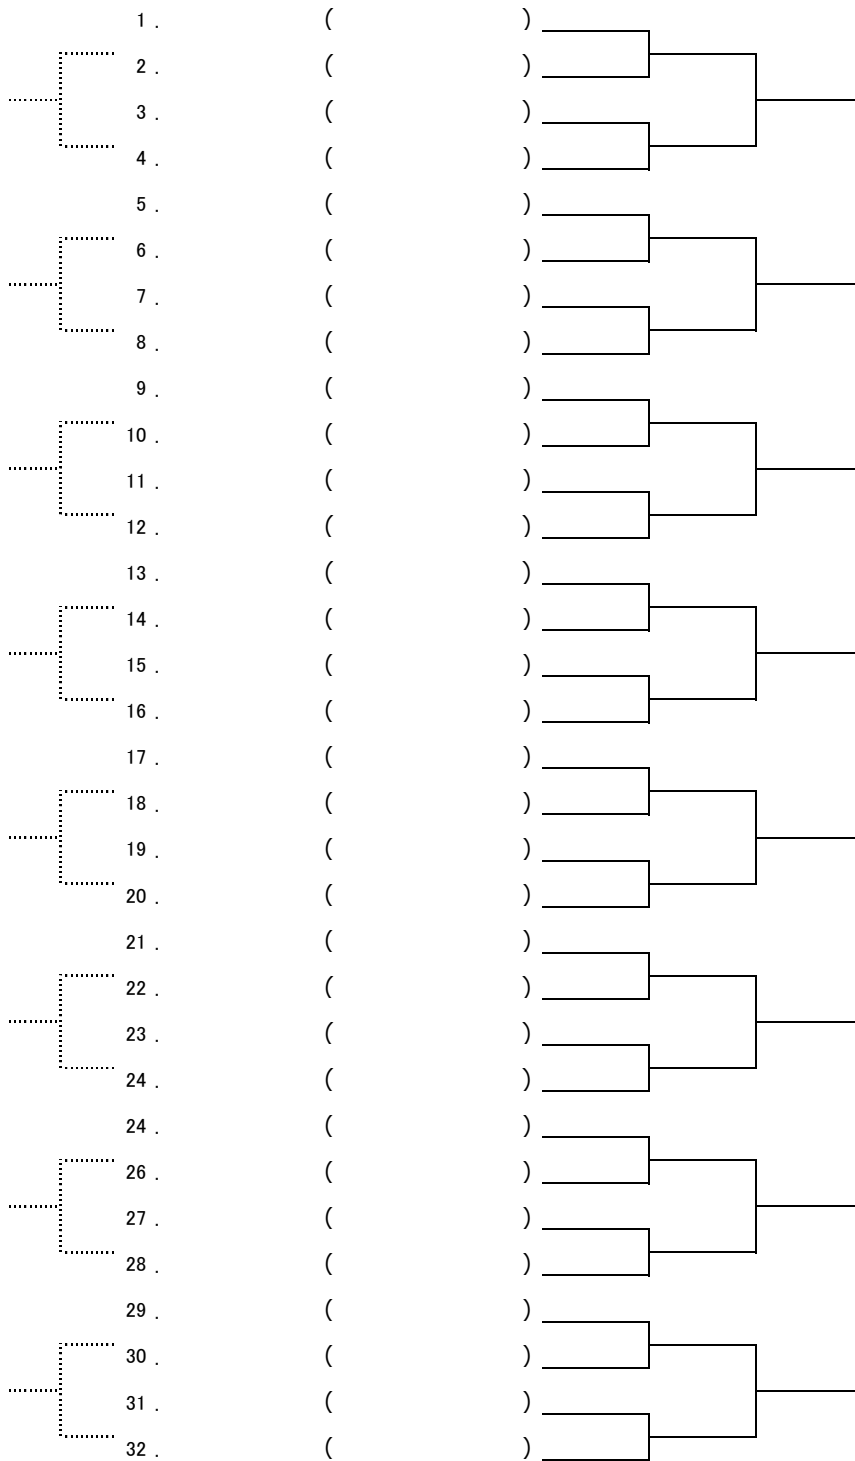 1 . ( )
2 . ( )
3 . ( )
4 . ( )
5 . ( )
6 . ( )
7 . ( )
8 . ( )
9 . ( )
10 . ( )
11 . ( )
12 . ( )
13 . ( )
14 . ( )
15 . ( )
16 . ( )
17 . ( )
18 . ( )
19 . ( )
20 . ( )
21 . ( )
22 . ( )
23 . ( )
24 . ( )
24 . ( )
26 . ( )
27 . ( )
28 . ( )
29 . ( )
30 . ( )
31 . ( )
32 . ( )